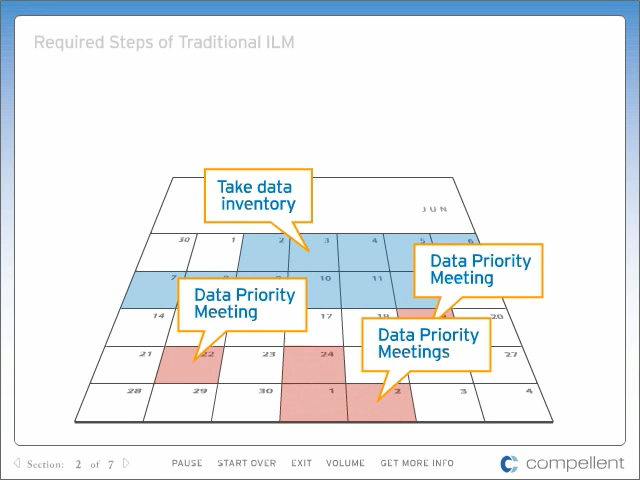 Required Steps of Traditional ILM
Take data
inventory
JUN
30 1 2 3 4 5 6
Data Priority
Meeting
7 10 11
Data Priority
Meeting
14 17 18 20
Data Priority
Meetings
21 22 23 24 27
28 29 30 1 2 3 4
Section: 2 of 7 PAUSE START OVER EXIT VOLUME GET MORE INFO compellent